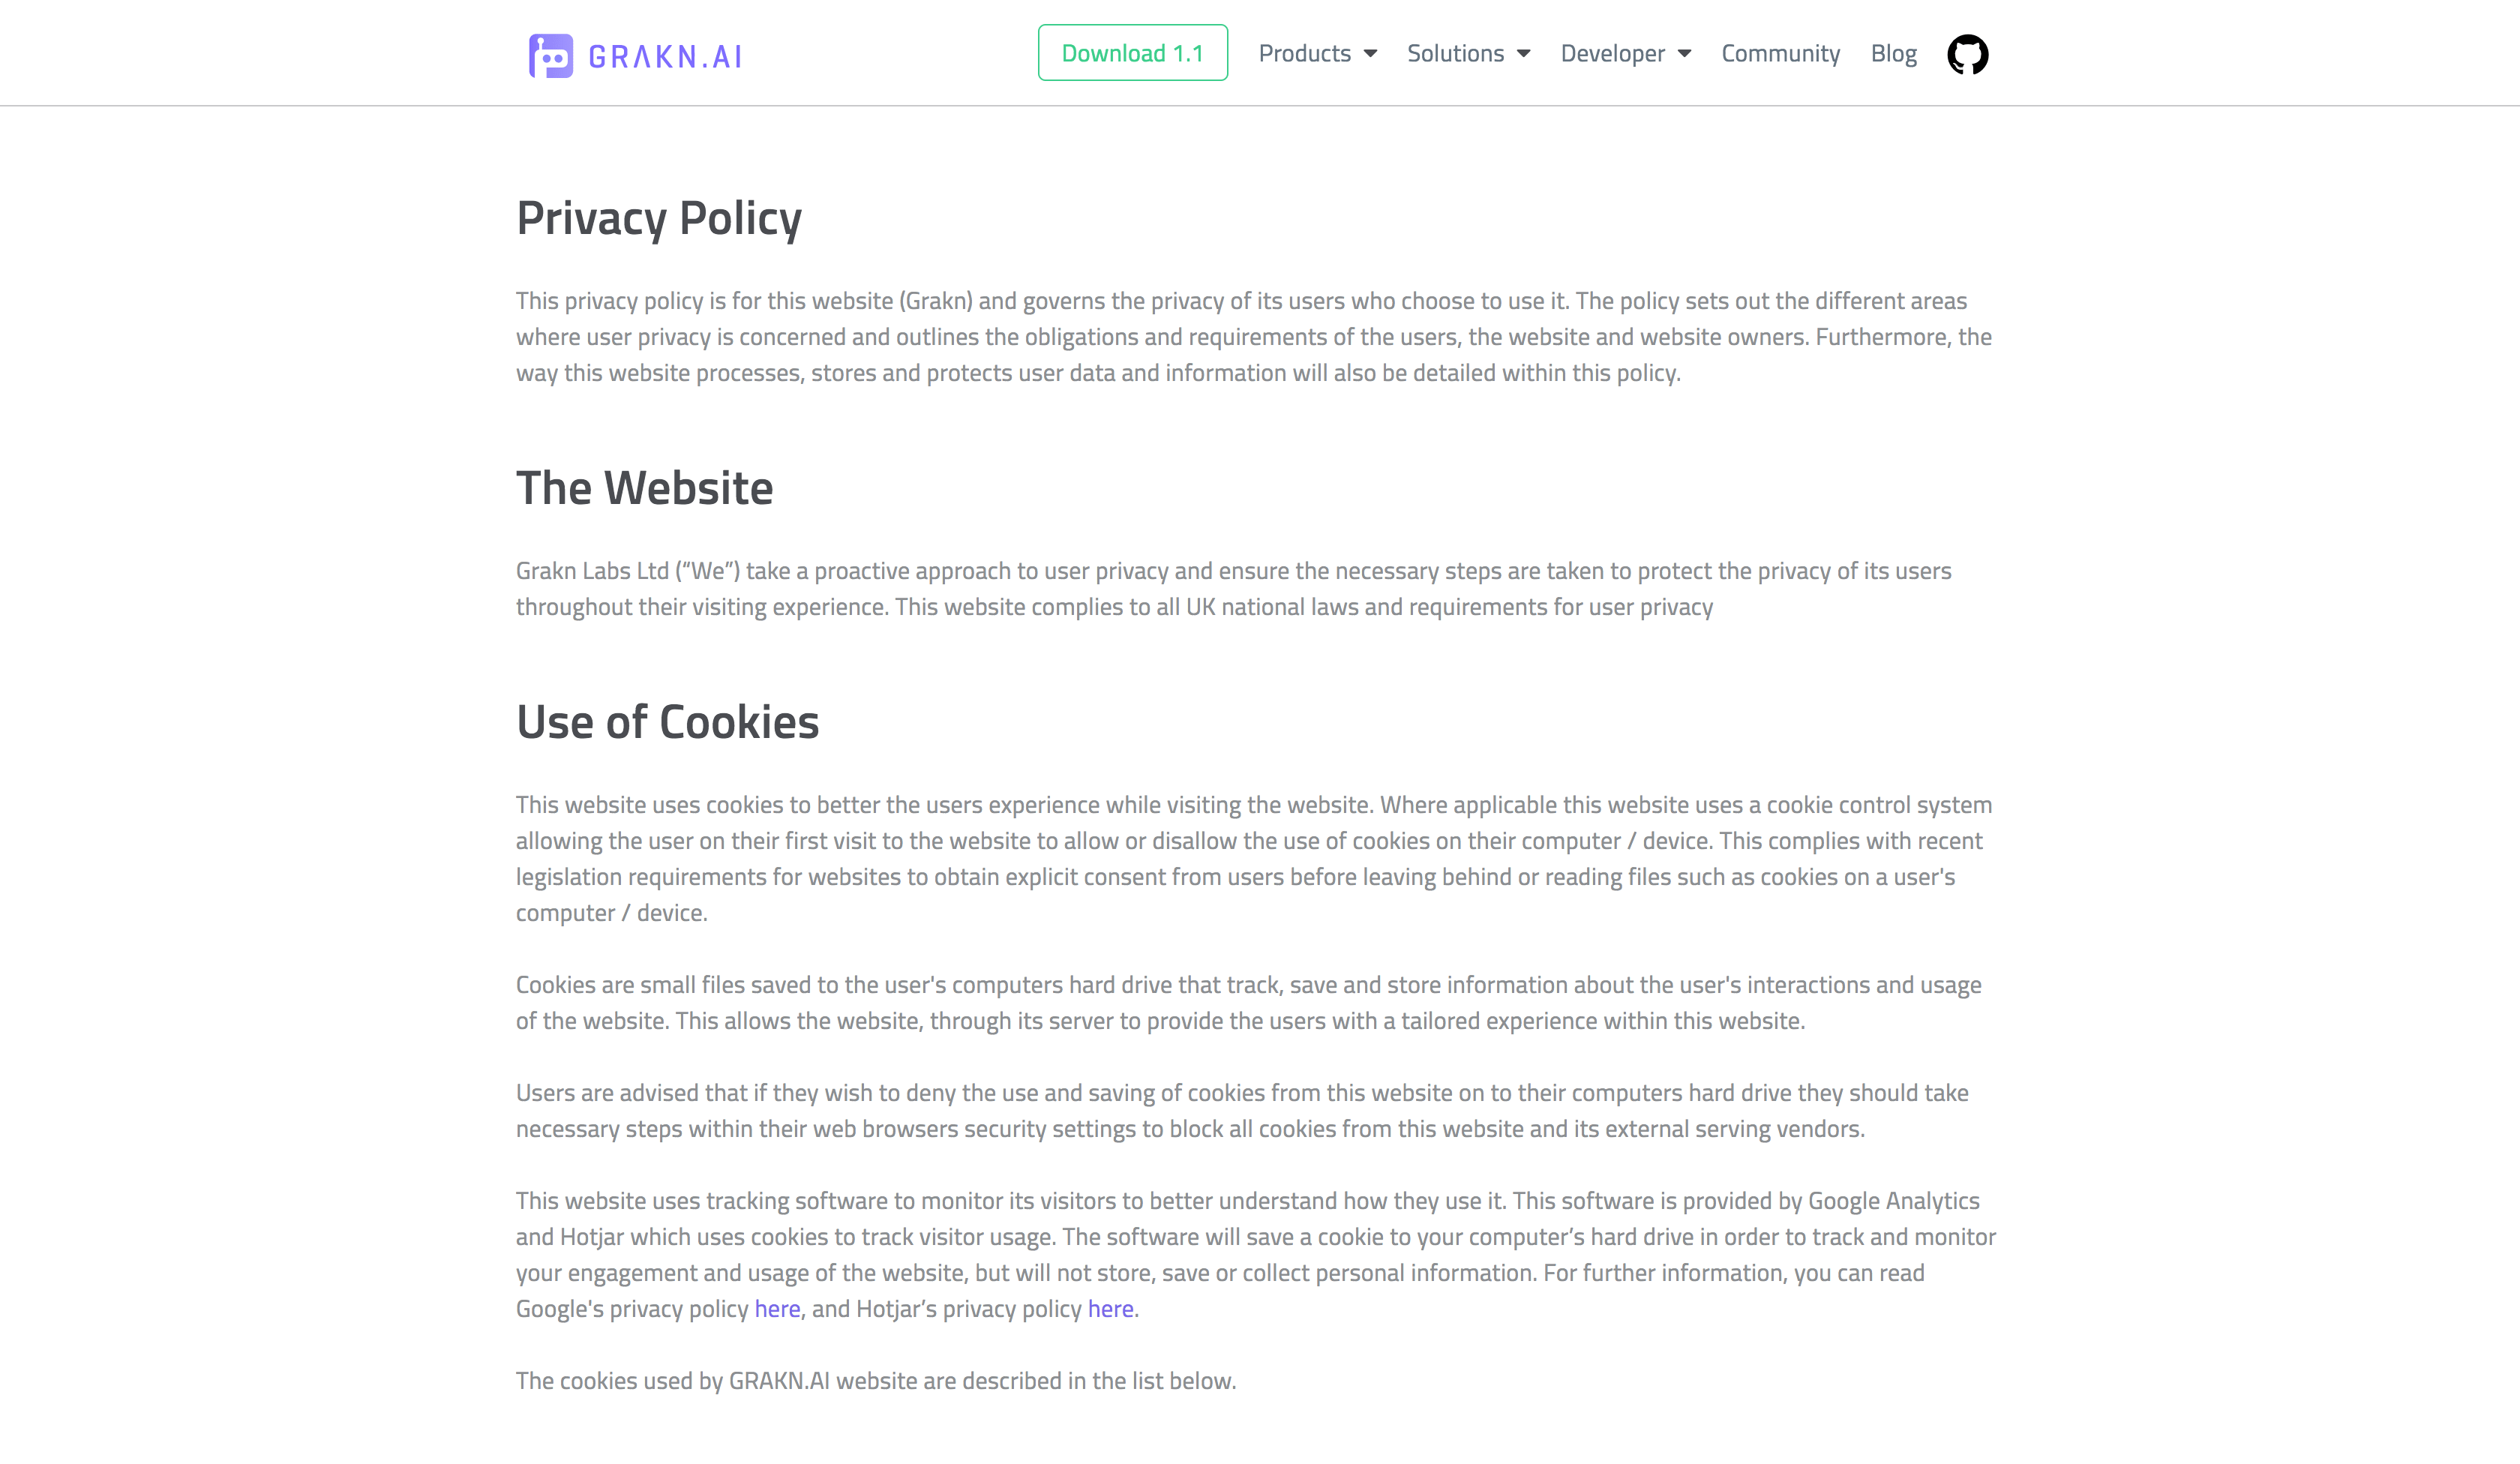 GRAKN.AI
Download 1.1
Products
Solutions
Developer
Community
Blog
Privacy Policy
This privacy policy is for this website (Grakn) and governs the privacy of its users who choose to use it. The policy sets out the different areas
where user privacy is concerned and outlines the obligations and requirements of the users, the website and website owners. Furthermore, the
way this website processes, stores and protects user data and information will also be detailed within this policy.
The Website
Grakn Labs Ltd (“We”) take a proactive approach to user privacy and ensure the necessary steps are taken to protect the privacy of its users
throughout their visiting experience. This website complies to all UK national laws and requirements for user privacy
Use of Cookies
This website uses cookies to better the users experience while visiting the website. Where applicable this website uses a cookie control system
allowing the user on their first visit to the website to allow or disallow the use of cookies on their computer / device. This complies with recent
legislation requirements for websites to obtain explicit consent from users before leaving behind or reading files such as cookies on a user's
computer / device.
Cookies are small files saved to the user's computers hard drive that track, save and store information about the user's interactions and usage
of the website. This allows the website, through its server to provide the users with a tailored experience within this website.
Users are advised that if they wish to deny the use and saving of cookies from this website on to their computers hard drive they should take
necessary steps within their web browsers security settings to block all cookies from this website and its external serving vendors.
This website uses tracking software to monitor its visitors to better understand how they use it. This software is provided by Google Analytics
and Hotjar which uses cookies to track visitor usage. The software will save a cookie to your computer’s hard drive in order to track and monitor
your engagement and usage of the website, but will not store, save or collect personal information. For further information, you can read
Google's privacy policy here, and Hotjar’s privacy policy here.
The cookies used by GRAKN.AI website are described in the list below.